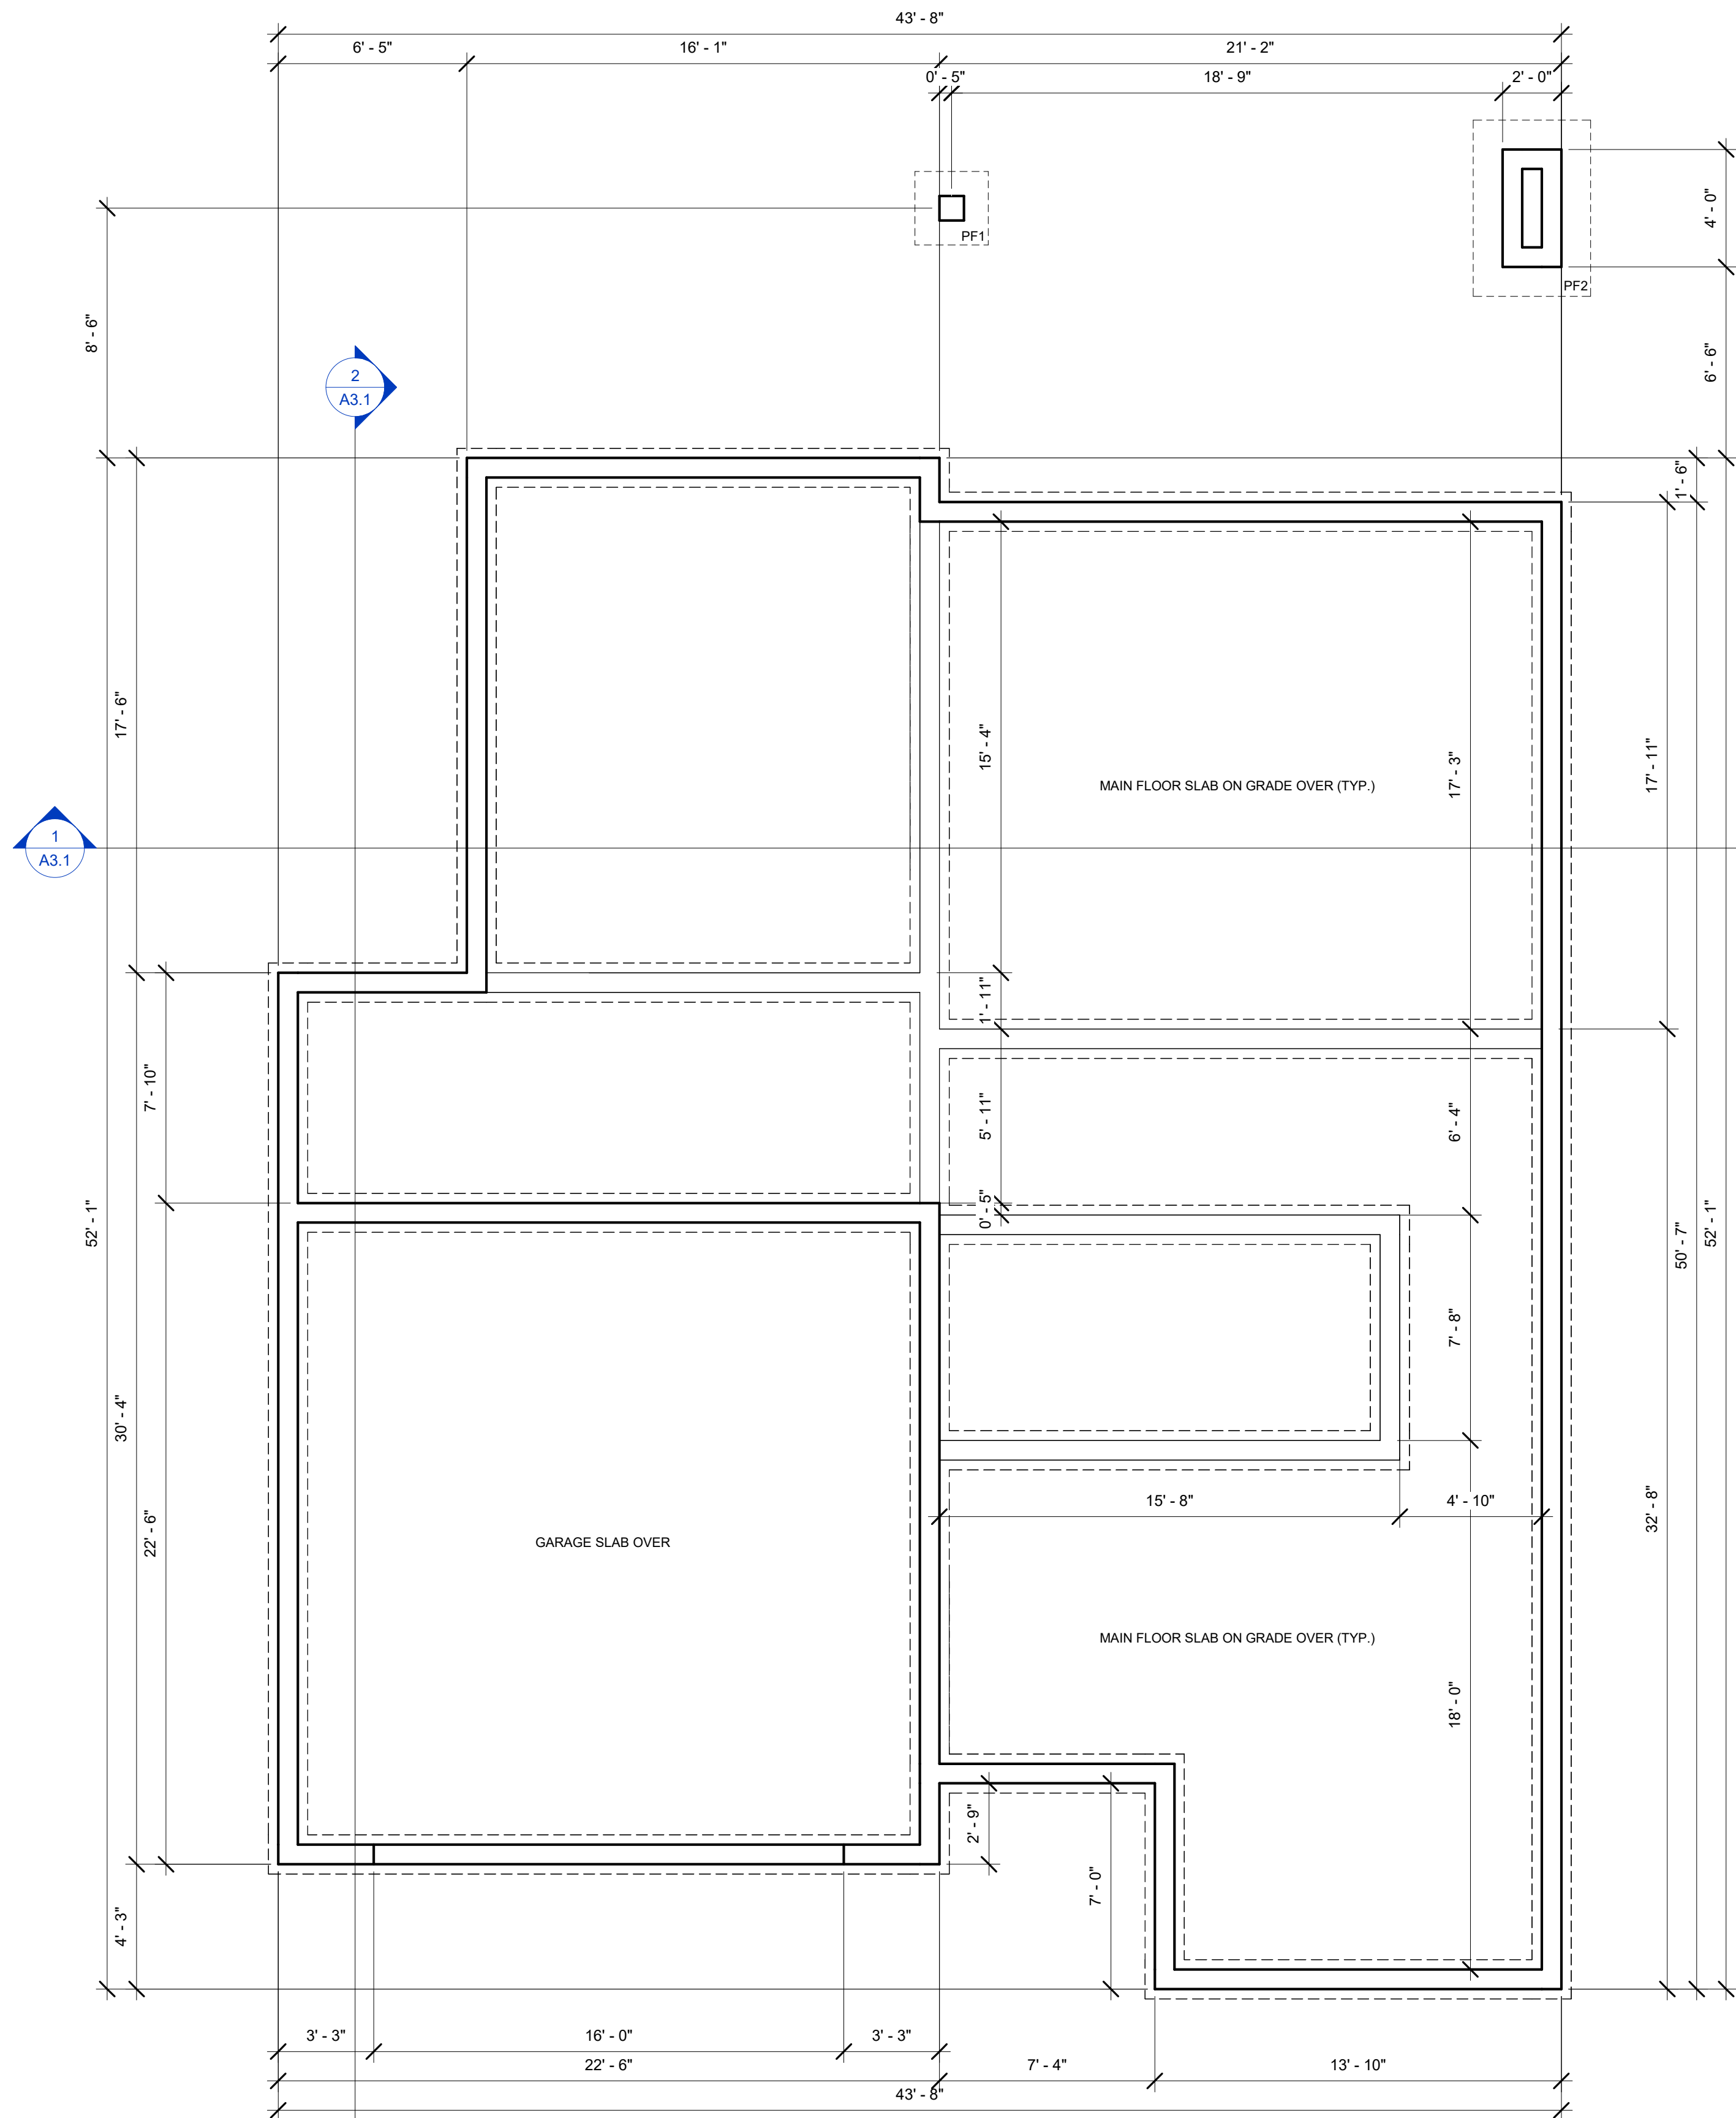 43' - 8"
6' - 5"
16' - 1"
21' - 2"
0' - 5"
18' - 9"
2' - 0"
4' - 0"
PF1
PF2
8' - 6"
6' - 6"
2
A3.1
1' - 6"
17' - 6"
15' - 4"
17' - 3"
17' - 11"
MAIN FLOOR SLAB ON GRADE OVER (TYP.)
1
A3.1
1' - 11"
7' - 10"
5' - 11"
6' - 4"
52' - 1"
0' - 5"
50' - 7"
52' - 1"
7' - 8"
30' - 4"
22' - 6"
15' - 8"
4' - 10"
32' - 8"
GARAGE SLAB OVER
MAIN FLOOR SLAB ON GRADE OVER (TYP.)
18' - 0"
2' - 9"
7' - 0"
4' - 3"
3' - 3"
16' - 0"
3' - 3"
22' - 6"
7' - 4"
13' - 10"
43' - 8"